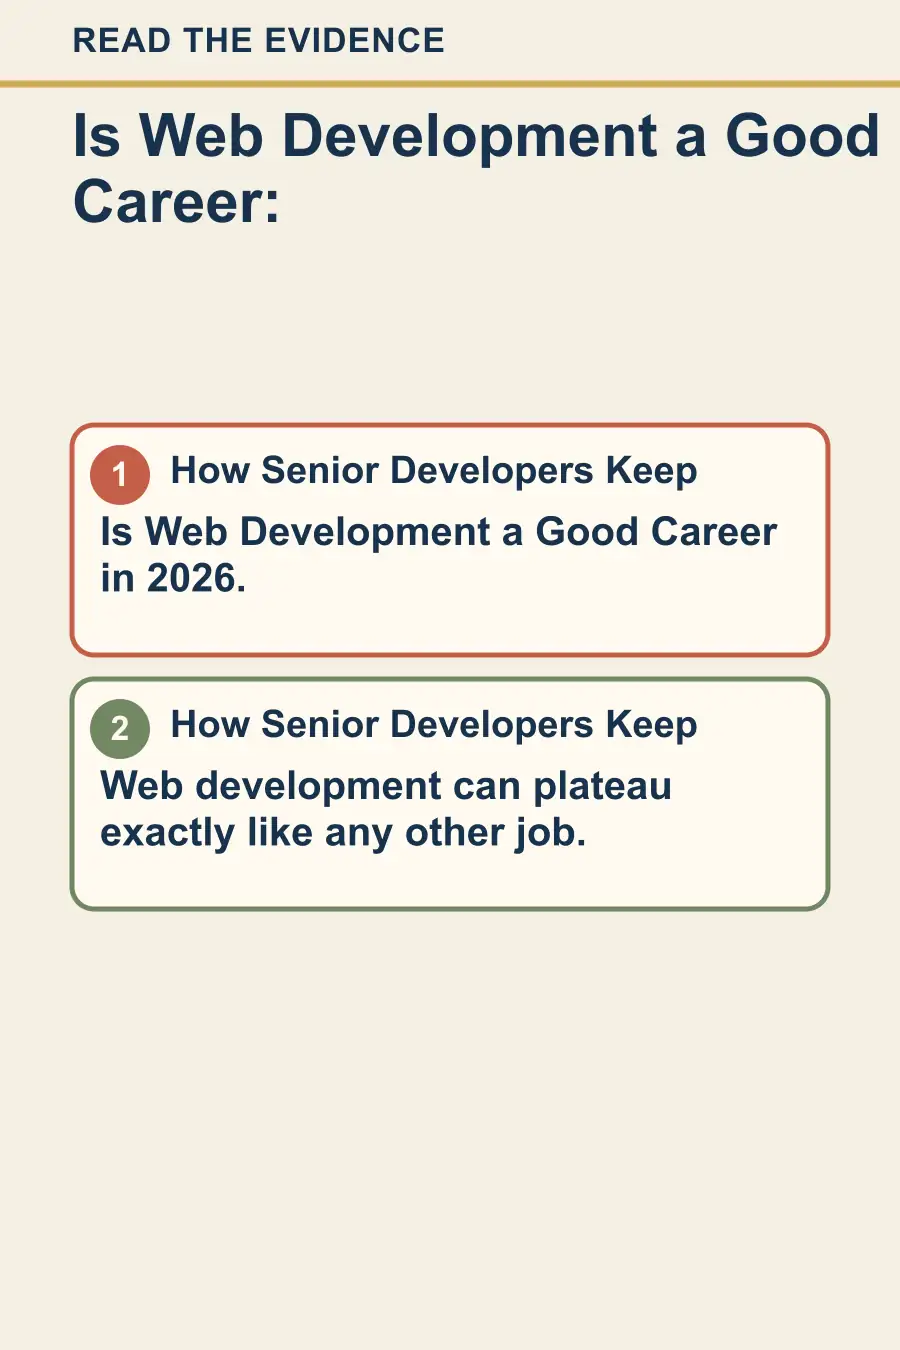 READ THE EVIDENCE
Is Web Development a Good
Career:
1 How Senior Developers Keep
Is Web Development a Good Career
in 2026.
2 How Senior Developers Keep
Web development can plateau
exactly like any other job.